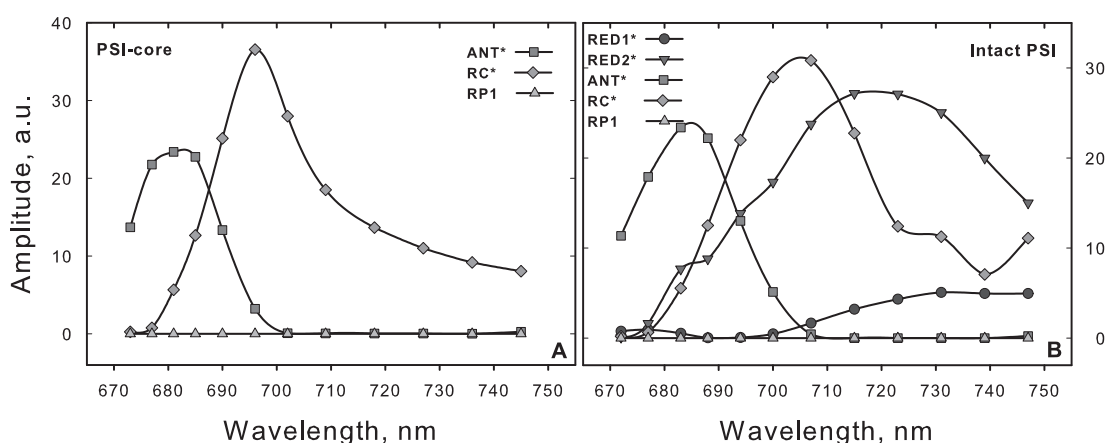 40
30
20
10
0
Amplitude, a.u.
PSI-core
ANT*
RC*
RP1
A
670 680 690 700 710 720 730 740 750
Wavelength, nm
RED1*
RED2*
ANT*
RC*
RP1
Intact PSI
30
20
10
0
B
670 680 690 700 710 720 730 740 750
Wavelength, nm